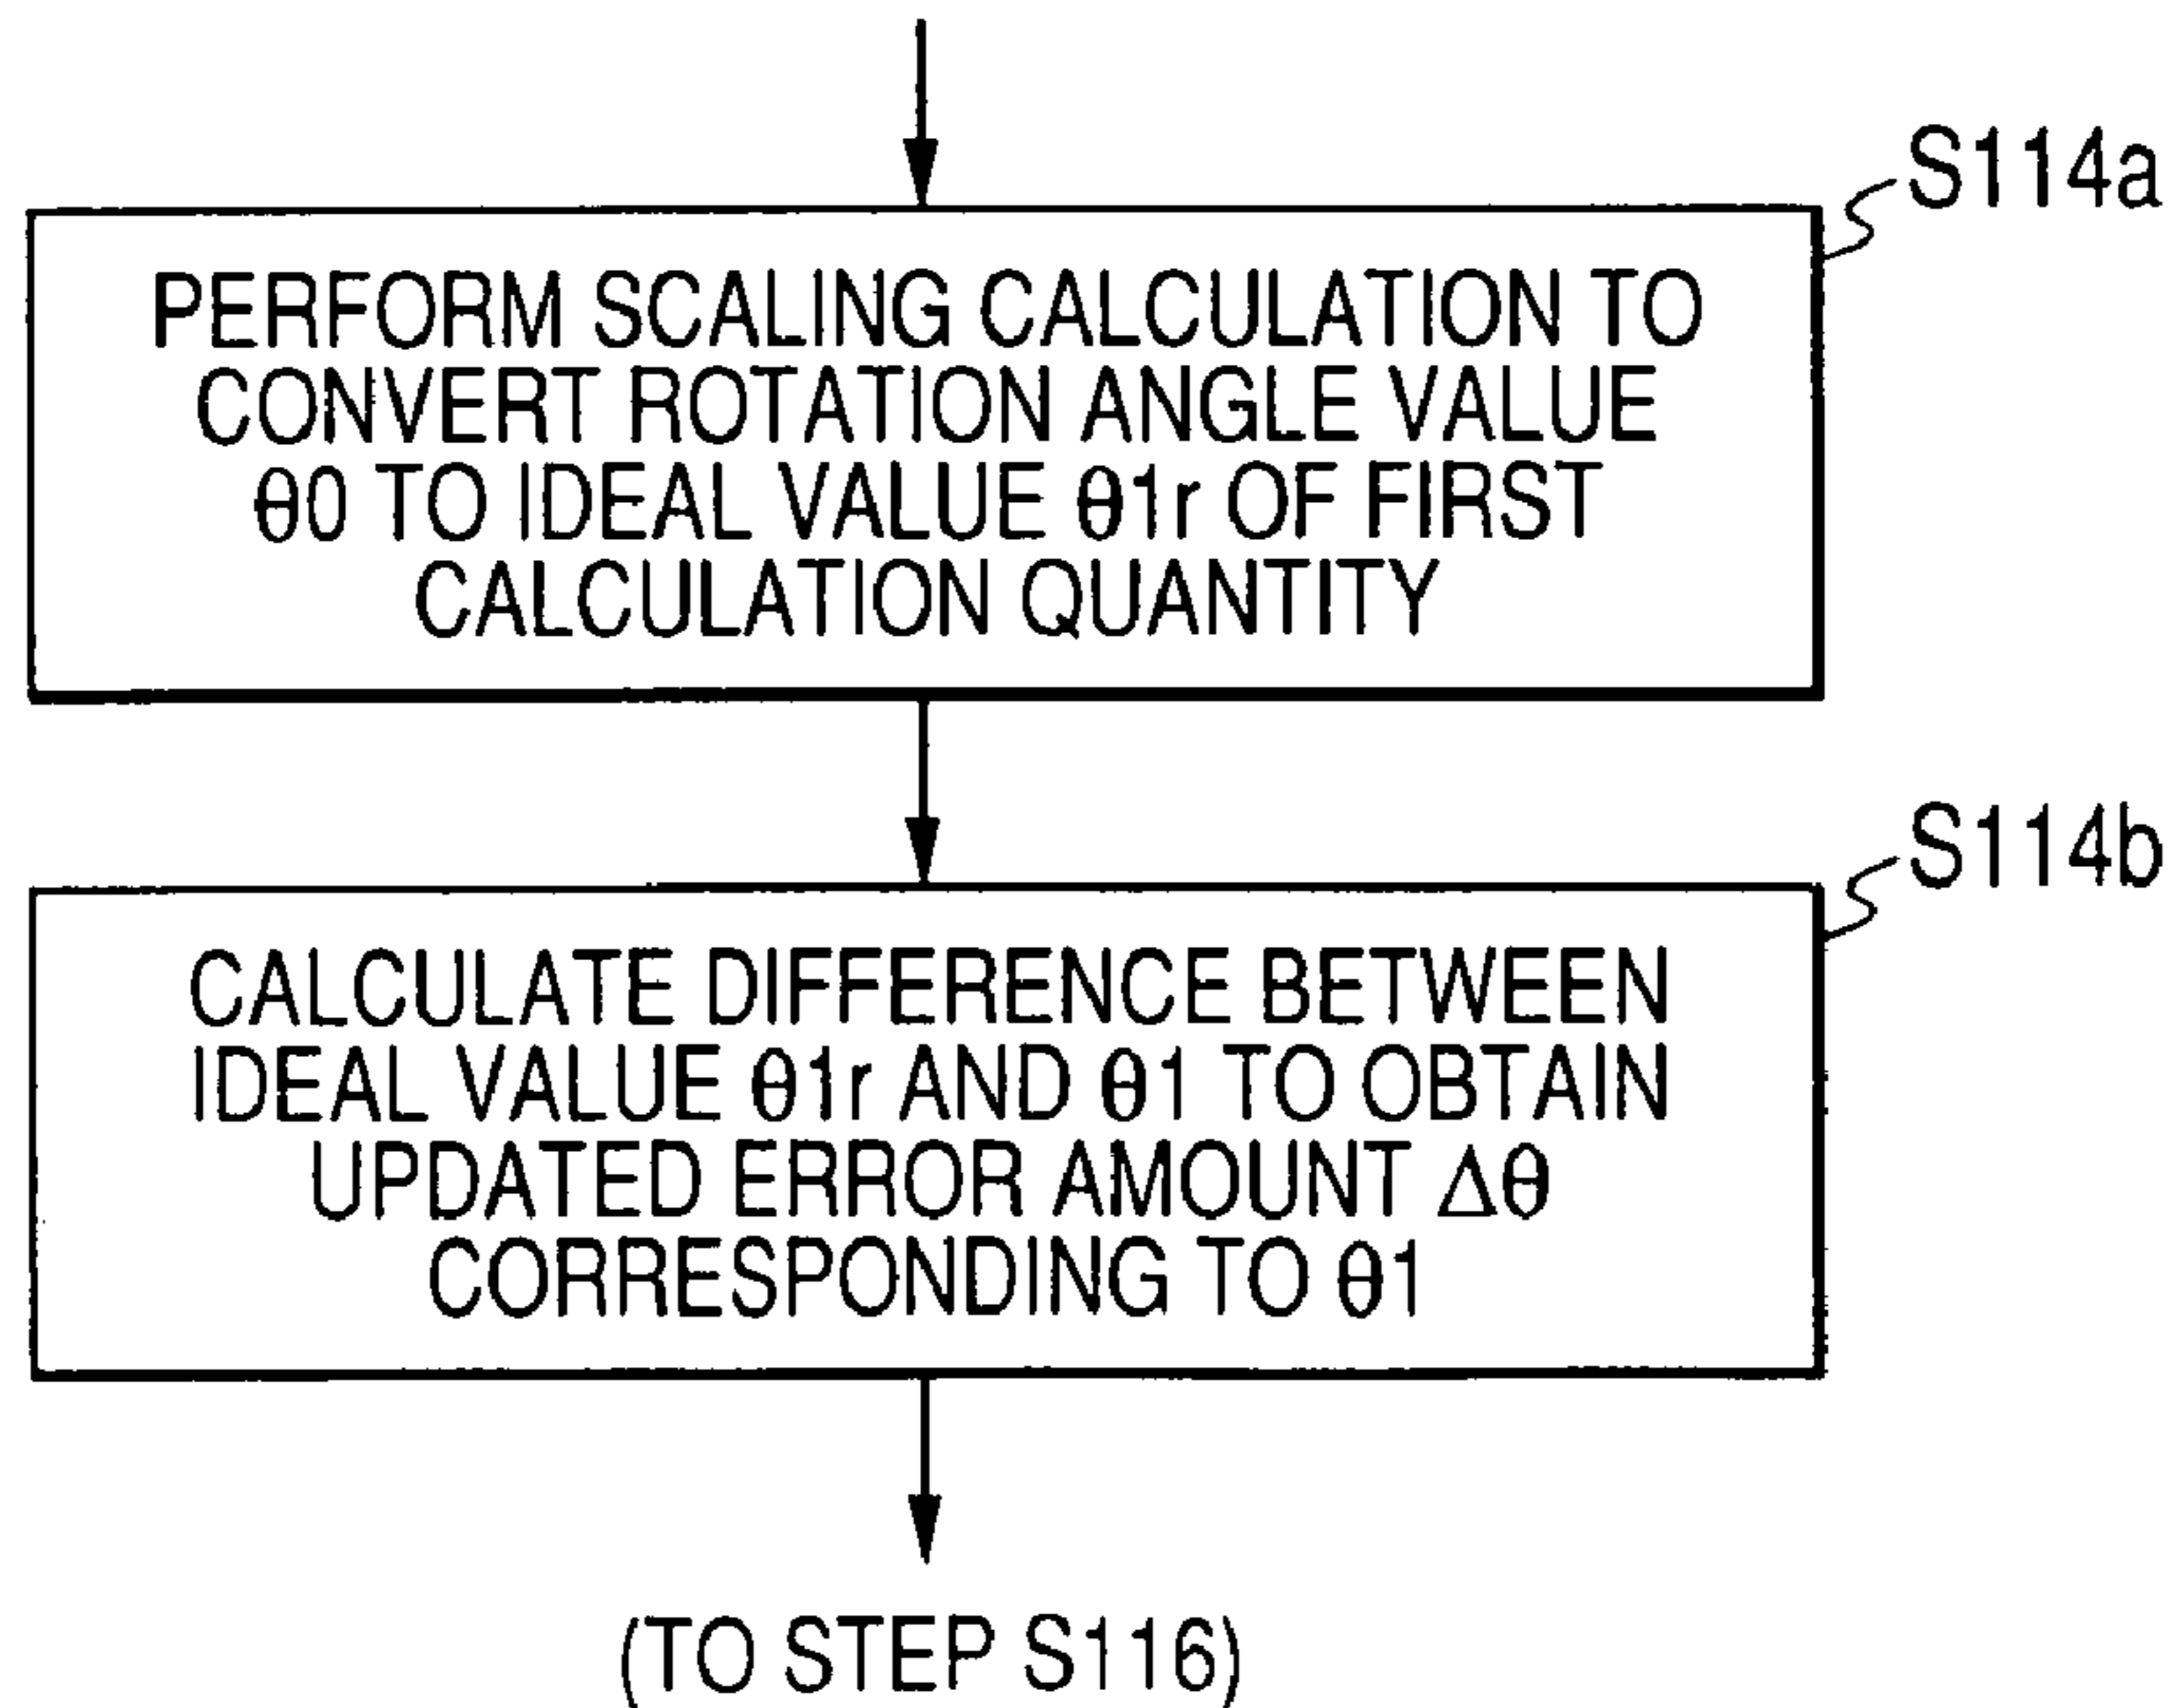 S114a
PERFORM SCALING CALCULATION TO
CONVERT ROTATION ANGLE VALUE
θ0 TO IDEAL VALUE θ1r OF FIRST
CALCULATION QUANTITY
S114b
CALCULATE DIFFERENCE BETWEEN
IDEAL VALUE θ1r AND θ1 TO OBTAIN
UPDATED ERROR AMOUNT Δθ
CORRESPONDING TO θ1
(TO STEP S116)